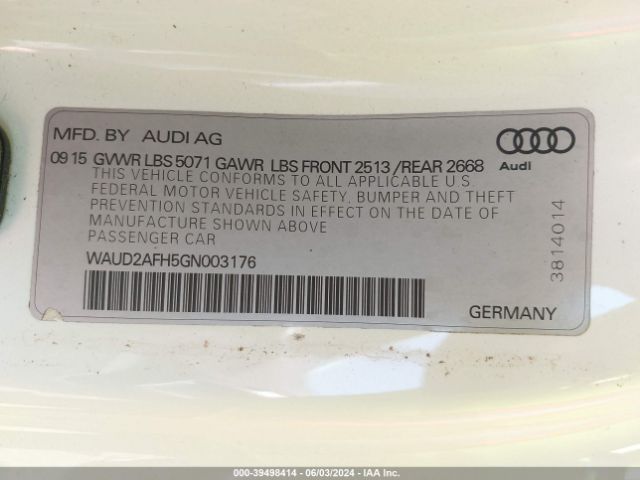 MFD. BY AUDI AG
09 15 GVWR LBS 5071 GAWR LBS FRONT 2513 / REAR 2668
Audi
THIS VEHICLE CONFORMS TO ALL APPLICABLE U.S
FEDERAL MOTOR VEHICLE SAFETY, BUMPER AND THEFT
PREVENTION STANDARDS IN EFFECT ON THE DATE OF
MANUFACTURE SHOWN ABOVE
PASSENGER CAR
3814014
WAUD2AFH5GN003176
GERMANY
000-39498414 - 06/03/2024 - IAA Inc.